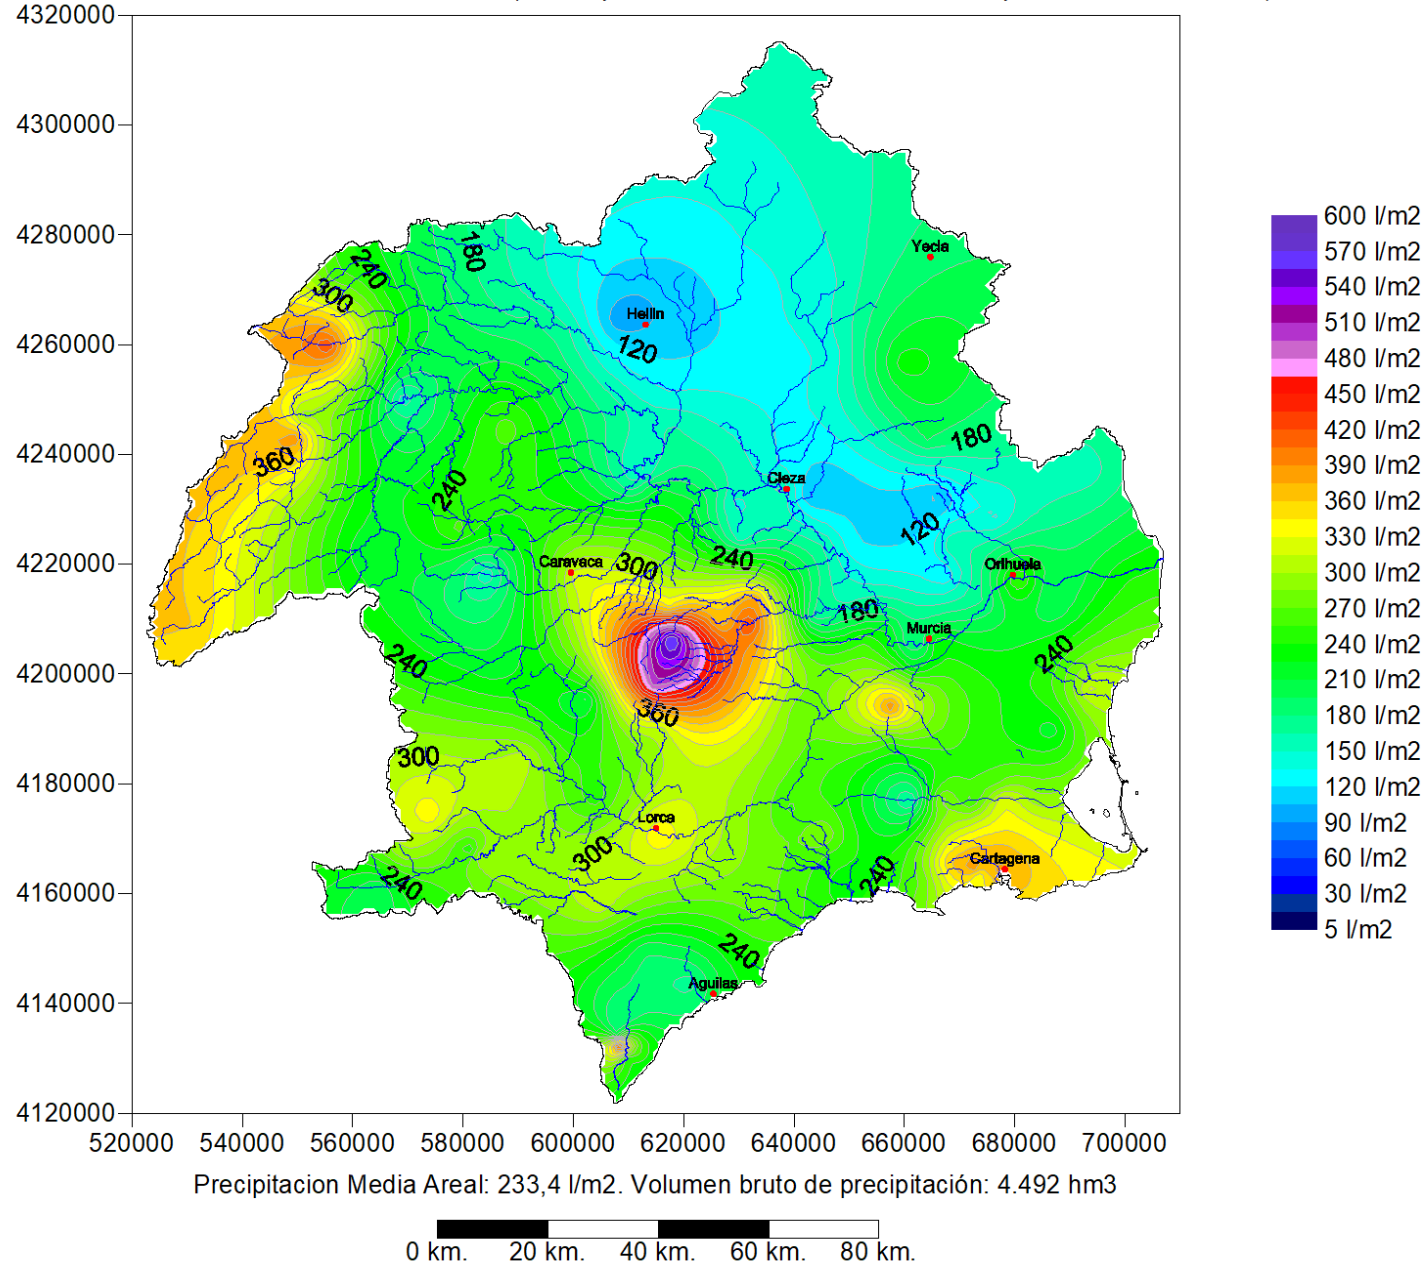 4320000
4300000
4280000
4260000
4240000
4220000
4200000
4180000
4160000
4140000
4120000
520000 540000 560000 580000 600000 620000 640000 660000 680000 700000
180
240
300
Yecla
Hellin
120
180
360
Cieza
240
120
240
Caravaca
300
Orihuela
180
Murcia
240
240
360
300
Lorca
300
Cartagena
240
240
240
Aguilas
600 l/m2
570 l/m2
540 l/m2
510 l/m2
480 l/m2
450 l/m2
420 l/m2
390 l/m2
360 l/m2
330 l/m2
300 l/m2
270 l/m2
240 l/m2
210 l/m2
180 l/m2
150 l/m2
120 l/m2
90 l/m2
60 l/m2
30 l/m2
5 l/m2
Precipitacion Media Areal: 233,4 l/m2. Volumen bruto de precipitación: 4.492 hm3
0 km. 20 km. 40 km. 60 km. 80 km.